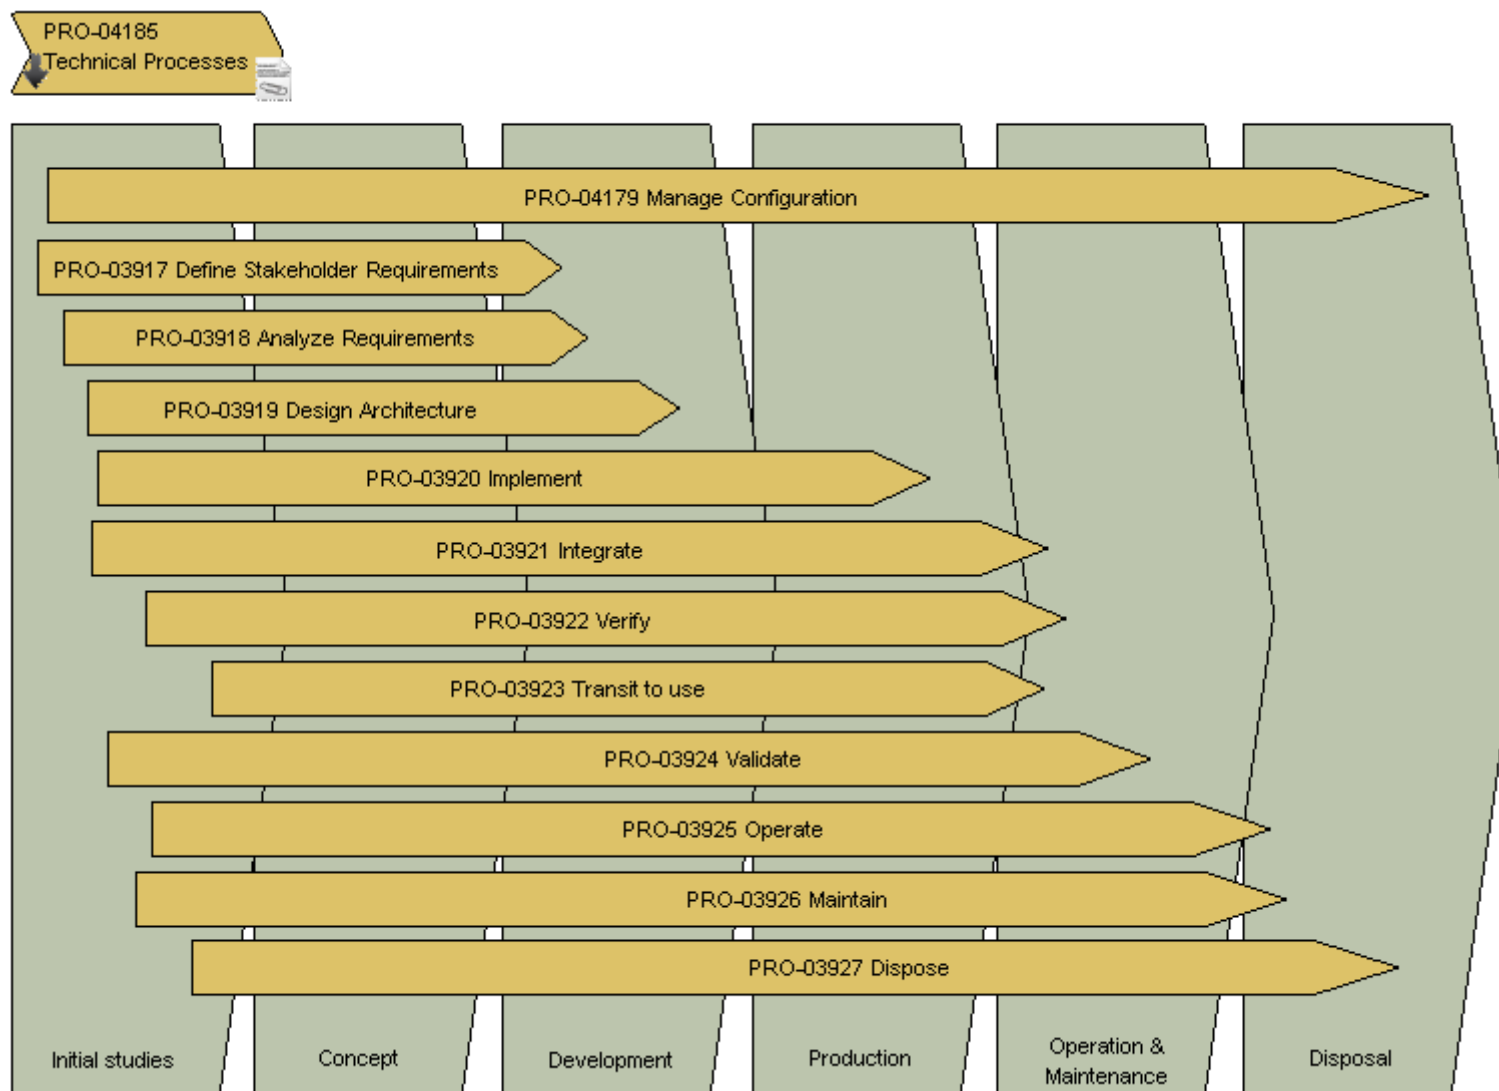 PRO-04185
Technical Processes
PRO-04179 Manage Configuration
PRO-03917 Define Stakeholder Requirements
PRO-03918 Analyze Requirements
PRO-03919 Design Architecture
PRO-03920 Implement
PRO-03921 Integrate
PRO-03922 Verify
PRO-03923 Transit to use
PRO-03924 Validate
PRO-03925 Operate
PRO-03926 Maintain
PRO-03927 Dispose
Initial studies
Concept
Development
Production
Operation &
Maintenance
Disposal